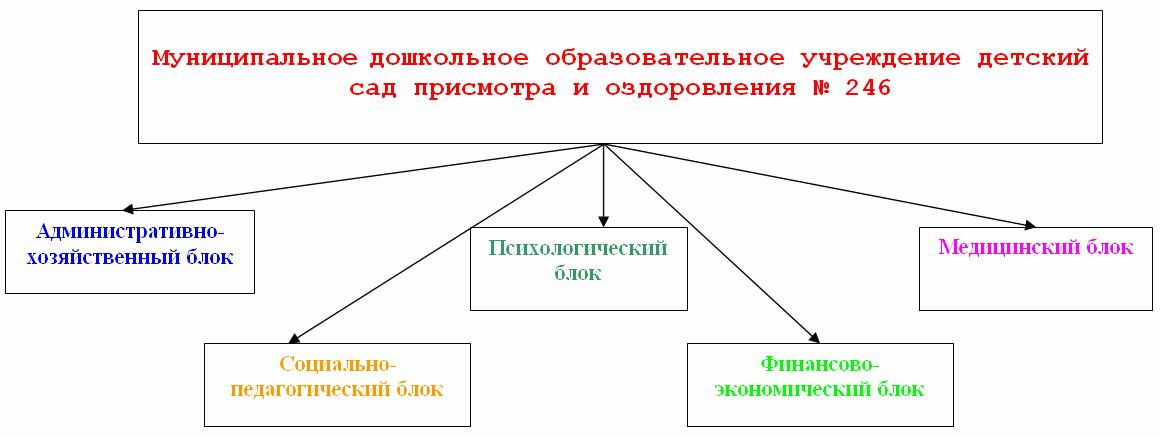 Муниципальное дошкольное образовательное учреждение детский
сад присмотра и оздоровления № 246
Административно-
хозяйственный блок
Психологический
блок
Медицинский блок
Социально-
педагогический блок
Финансово-
экономический блок